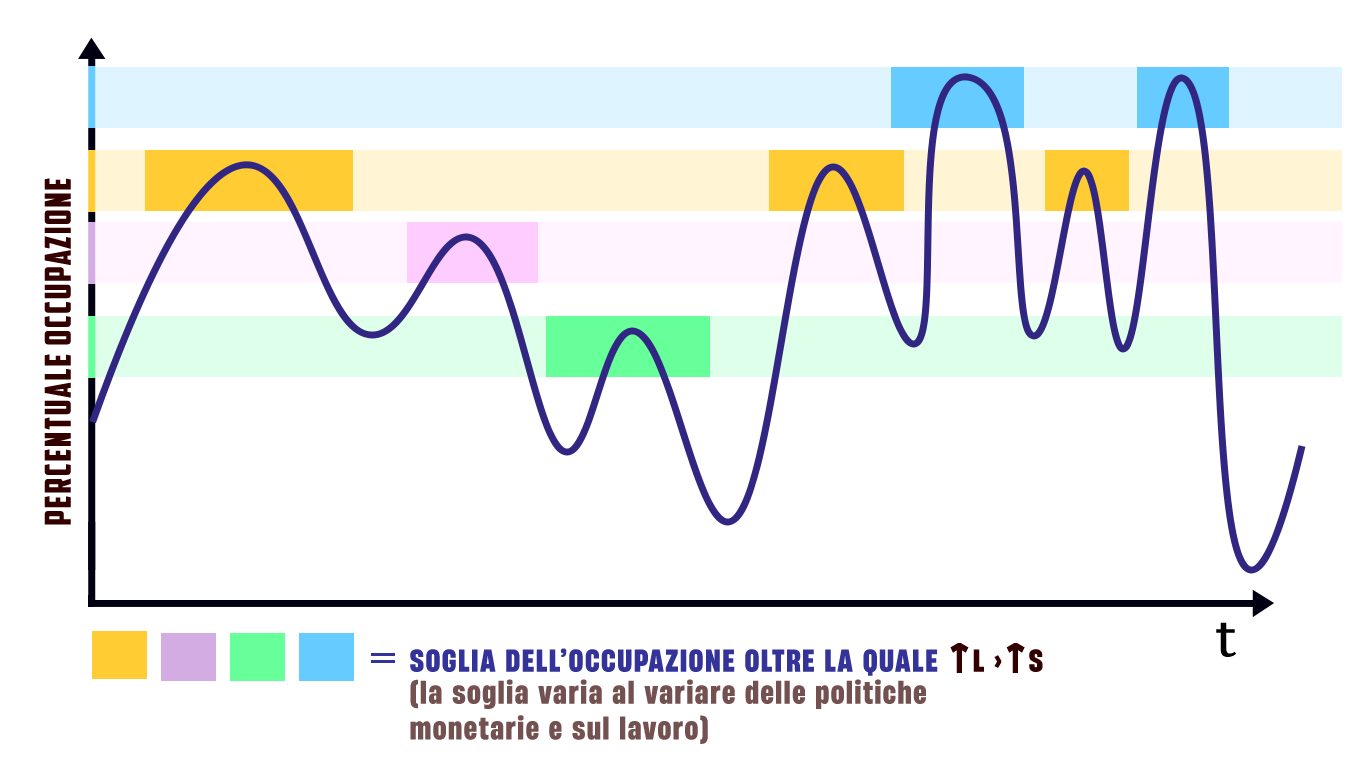 PERCENTUALE OCCUPAZIONE
t
= SOGLIA DELL'OCCUPAZIONE OLTRE LA QUALE ↑L ›↑S
(la soglia varia al variare delle politiche
monetarie e sul lavoro)